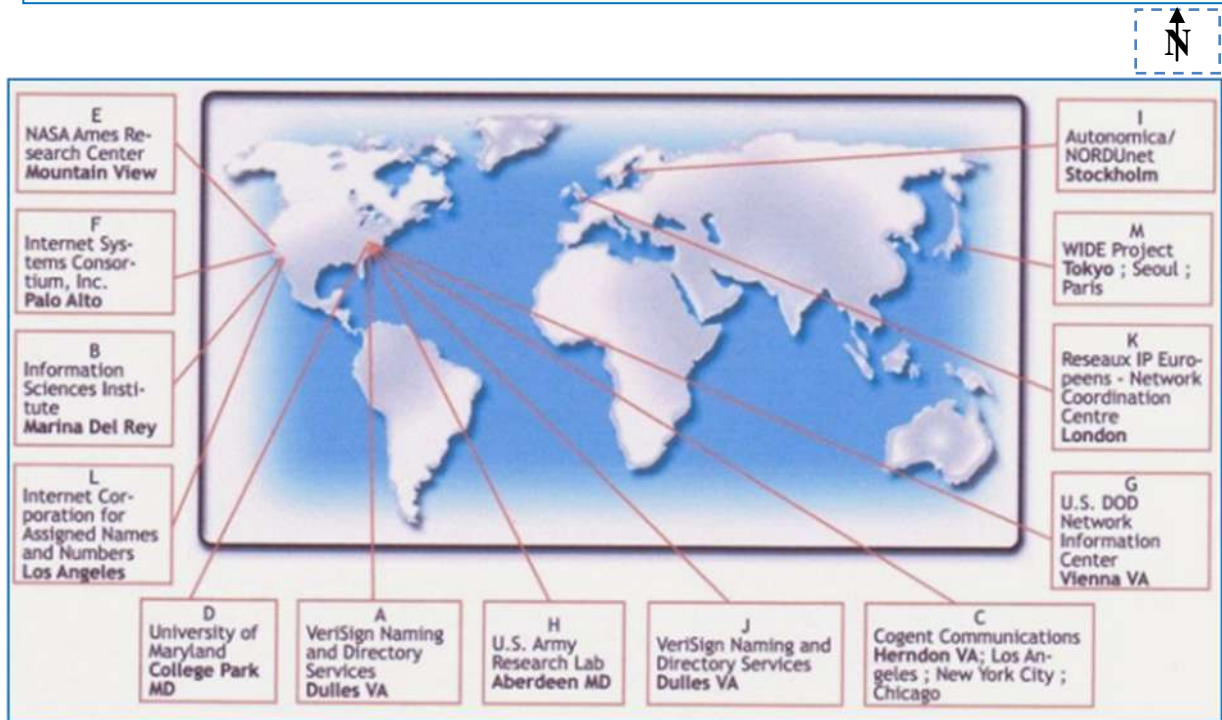 N
E
NASA Ames Re-
search Center
Mountain View
F
Internet Sys-
tems Consor-
tium, Inc.
Palo Alto
B
Information
Sciences Insti-
tute
Marina Del Rey
L
Internet Cor-
poration for
Assigned Names
and Numbers
Los Angeles
D
University of
Maryland
College Park
MD
A
VeriSign Naming
and Directory
Services
Dulles VA
H
U.S. Army
Research Lab
Aberdeen MD
J
VeriSign Naming and
Directory Services
Dulles VA
C
Cogent Communications
Herndon VA; Los An-
geles ; New York City ;
Chicago
I
Autonomica/
NORDUnet
Stockholm
M
WIDE Project
Tokyo ; Seoul ;
Paris
K
Reseaux IP Euro-
peens - Network
Coordination
Centre
London
G
U.S. DOD
Network
Information
Center
Vienna VA